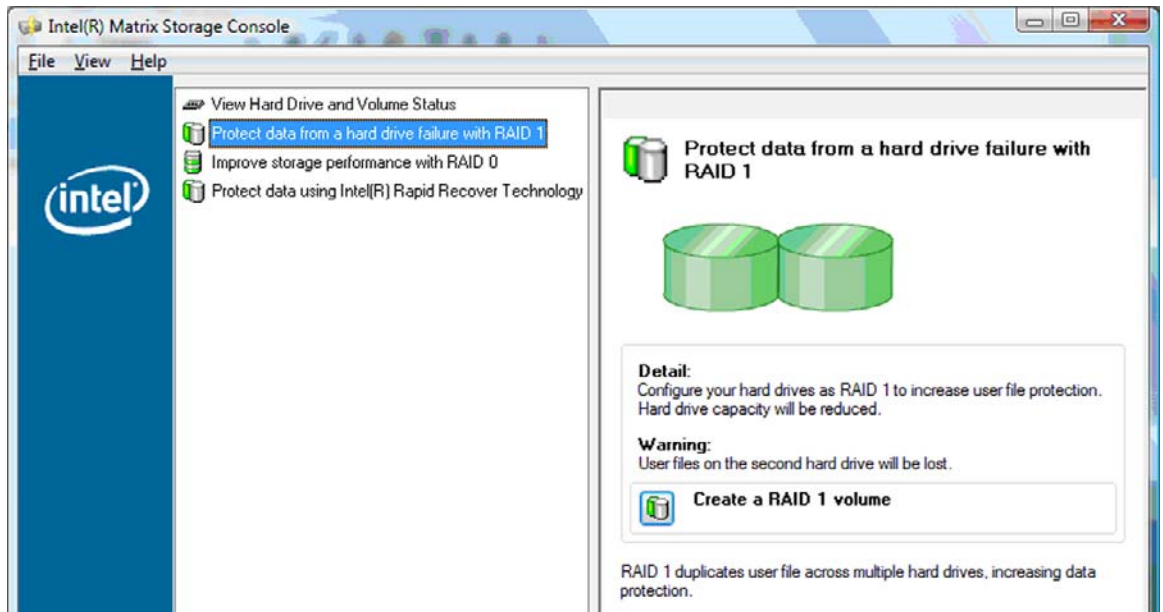 Intel(R) Matrix Storage Console
File View Help
intel
View Hard Drive and Volume Status
Protect data from a hard drive failure with RAID 1
Improve storage performance with RAID 0
Protect data using Intel(R) Rapid Recover Technology
Protect data from a hard drive failure with
RAID 1
Detail:
Configure your hard drives as RAID 1 to increase user file protection.
Hard drive capacity will be reduced.
Warning:
User files on the second hard drive will be lost.
Create a RAID 1 volume
RAID 1 duplicates user file across multiple hard drives, increasing data
protection.